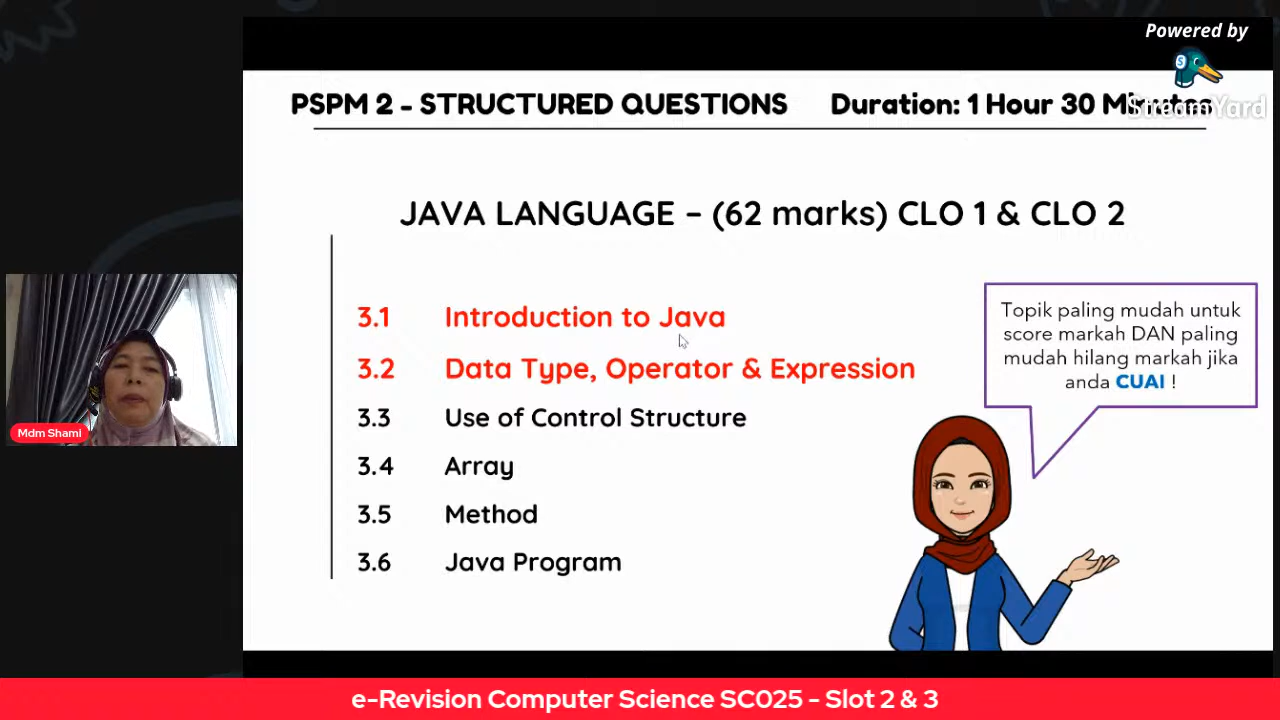 Powered by
StreamYard
PSPM 2 - STRUCTURED QUESTIONS Duration: 1 Hour 30 Minutes
JAVA LANGUAGE – (62 marks) CLO 1 & CLO 2
3.1 Introduction to Java
3.2 Data Type, Operator & Expression
3.3 Use of Control Structure
3.4 Array
3.5 Method
3.6 Java Program
Topik paling mudah untuk
score markah DAN paling
mudah hilang markah jika
anda CUAI !
Mdm Shami
e-Revision Computer Science SC025 - Slot 2 & 3